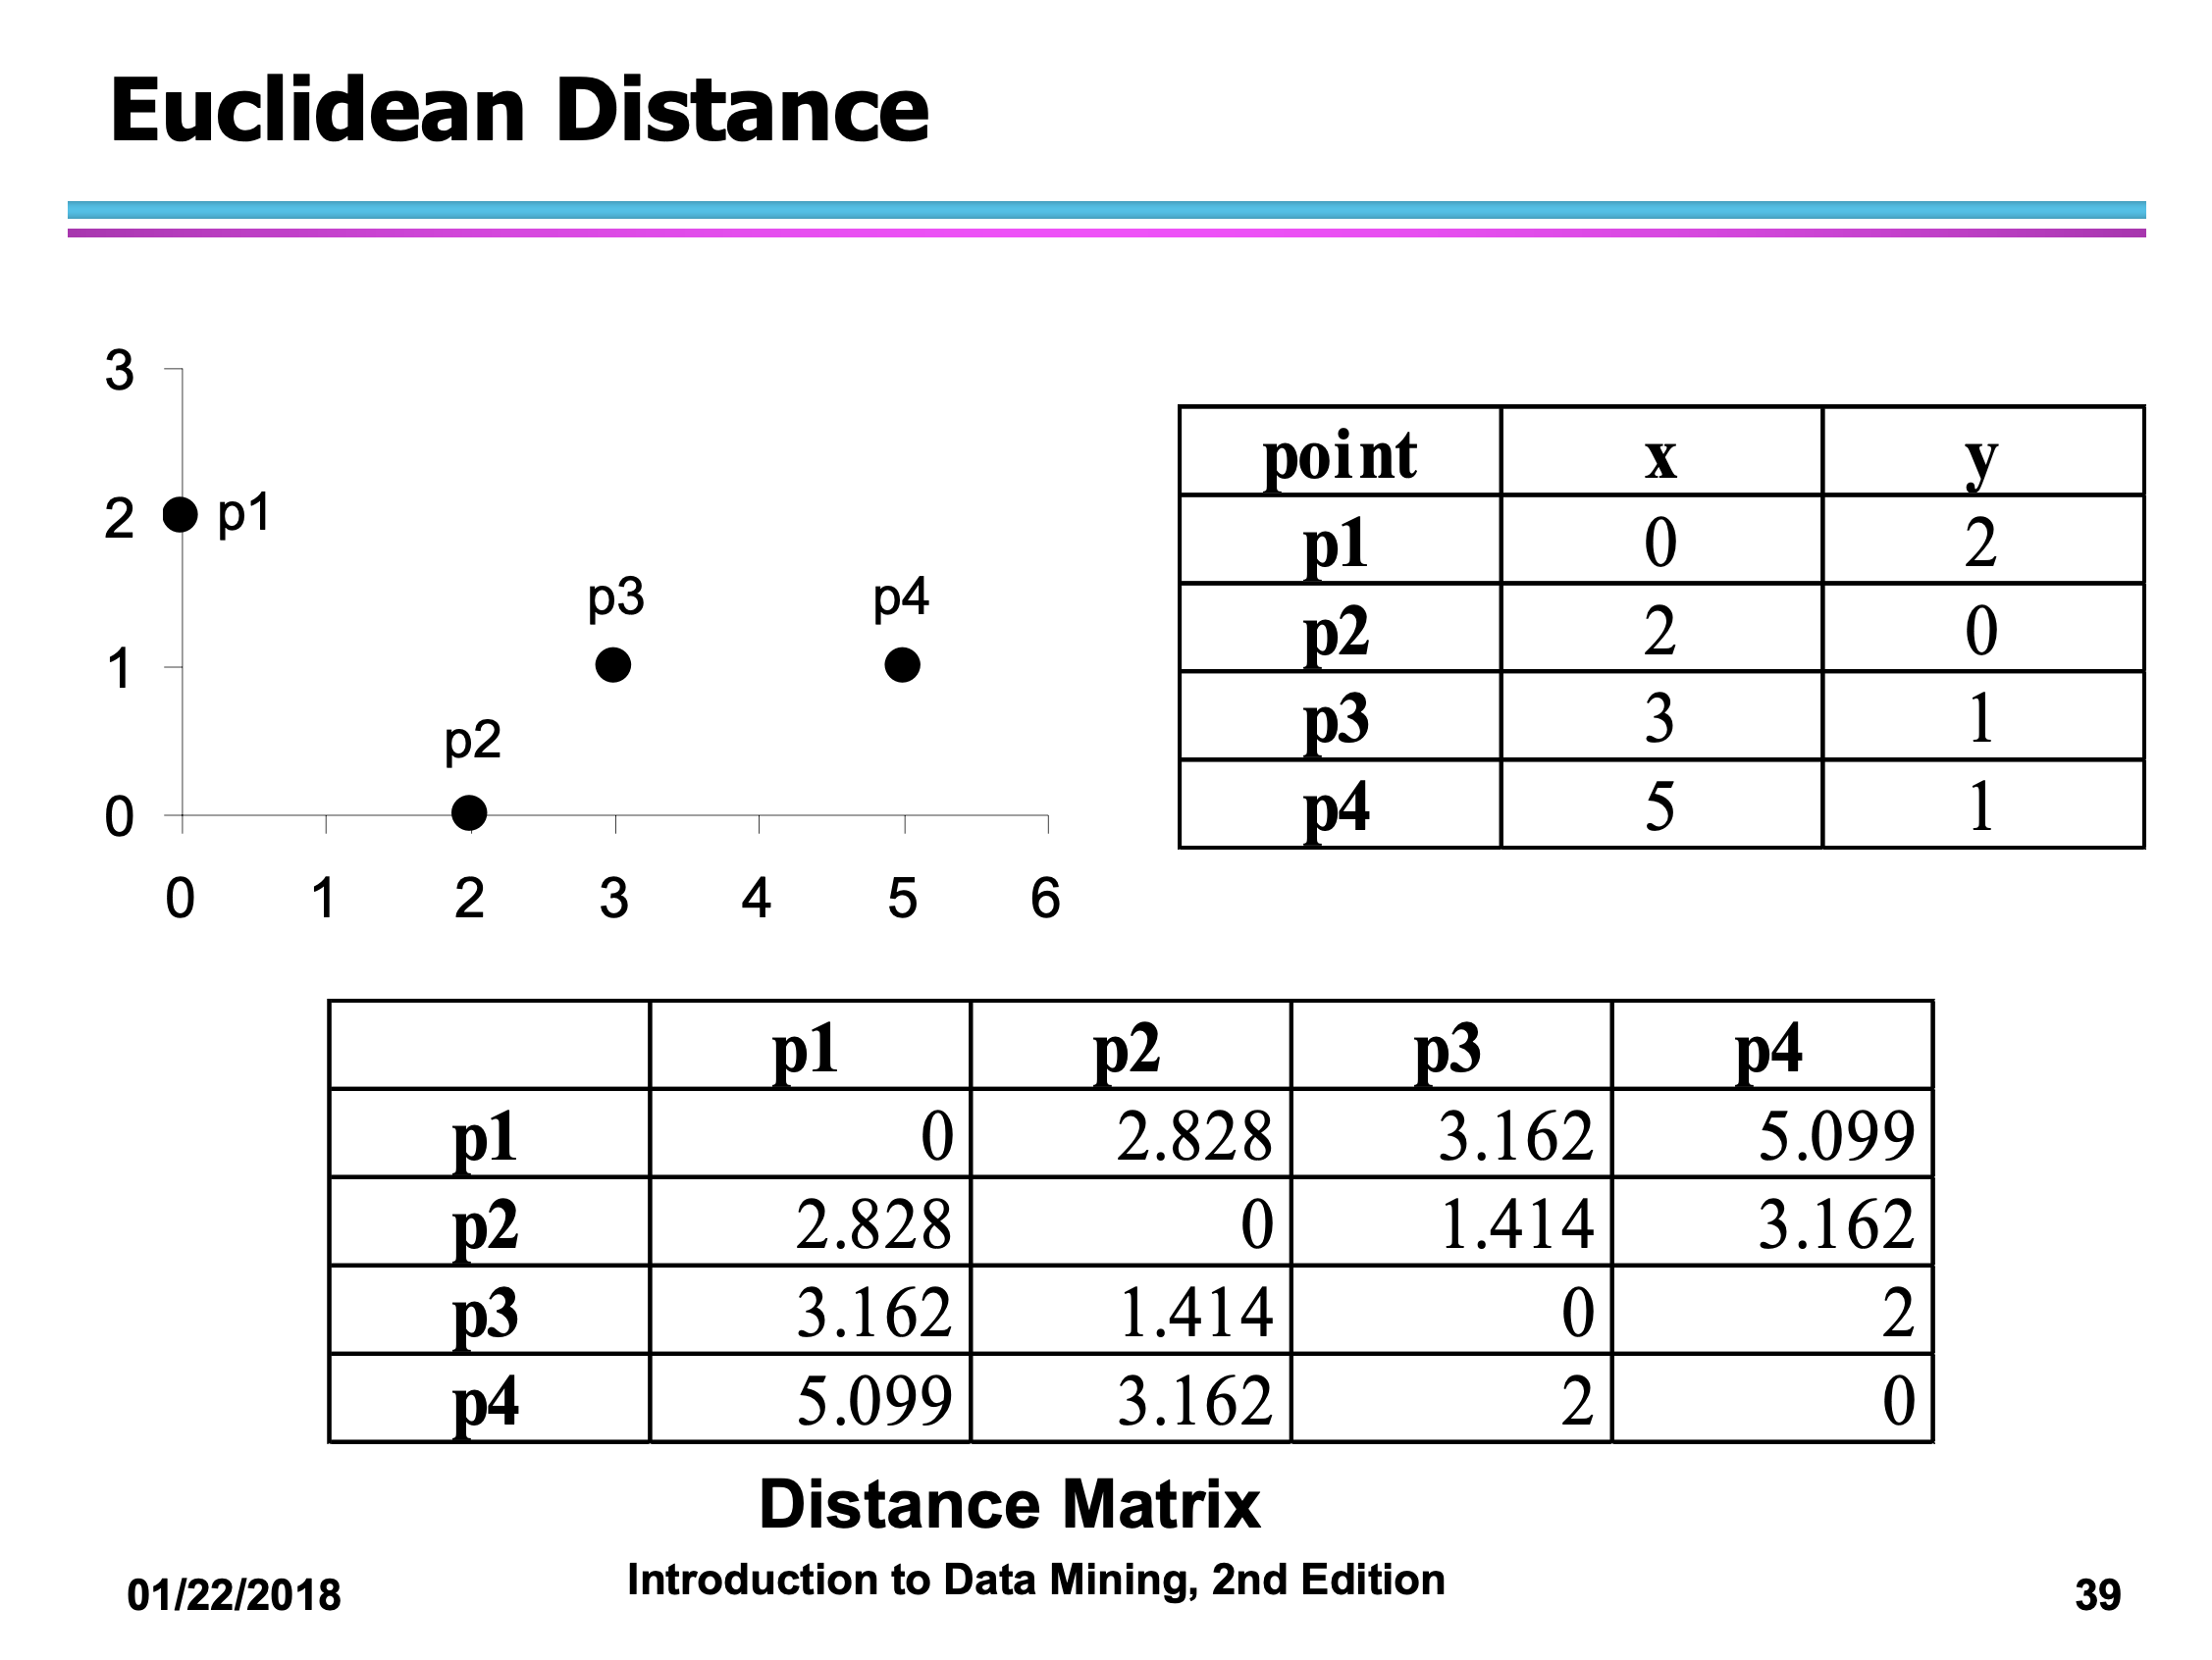 Euclidean Distance
3
2
1
0
0 1 2 3 4 5 6
p1
p3
p4
p2
point x y
p1 0 2
p2 2 0
p3 3 1
p4 5 1
p1 p2 p3 p4
p1 0 2.828 3.162 5.099
p2 2.828 0 1.414 3.162
p3 3.162 1.414 0 2
p4 5.099 3.162 2 0
Distance Matrix
01/22/2018
Introduction to Data Mining, 2nd Edition
39